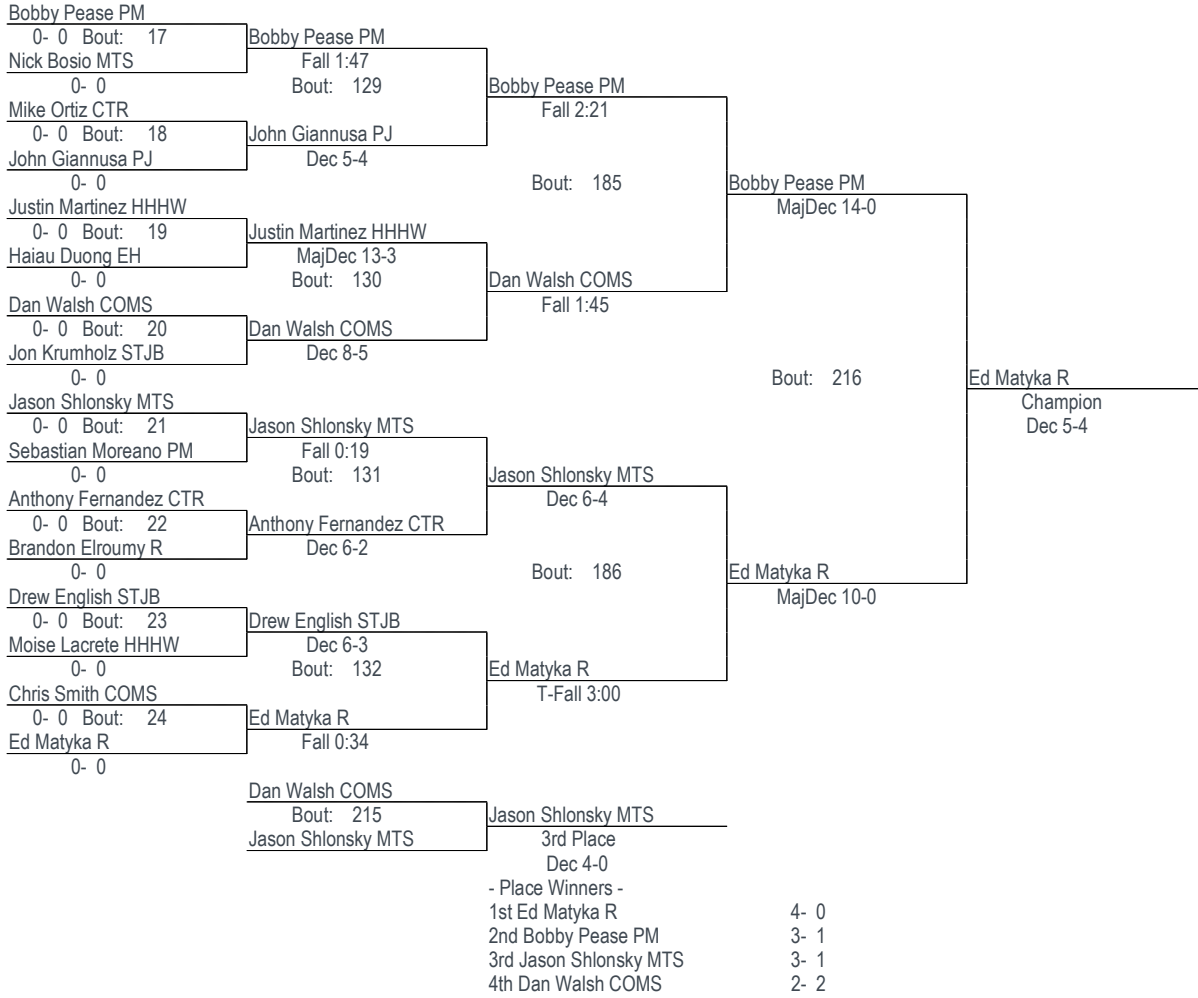 Bobby Pease PM
0- 0 Bout: 17
Nick Bosio MTS
0- 0
Mike Ortiz CTR
0- 0 Bout: 18
John Giannusa PJ
0- 0
Justin Martinez HHHW
0- 0 Bout: 19
Haiau Duong EH
0- 0
Dan Walsh COMS
0- 0 Bout: 20
Jon Krumholz STJB
0- 0
Jason Shlonsky MTS
0- 0 Bout: 21
Sebastian Moreano PM
0- 0
Anthony Fernandez CTR
0- 0 Bout: 22
Brandon Elroumy R
0- 0
Drew English STJB
0- 0 Bout: 23
Moise Lacrete HHHW
0- 0
Chris Smith COMS
0- 0 Bout: 24
Ed Matyka R
0- 0
Bobby Pease PM
Fall 1:47
Bout: 129
John Giannusa PJ
Dec 5-4
Justin Martinez HHHW
MajDec 13-3
Bout: 130
Dan Walsh COMS
Dec 8-5
Jason Shlonsky MTS
Fall 0:19
Bout: 131
Anthony Fernandez CTR
Dec 6-2
Drew English STJB
Dec 6-3
Bout: 132
Ed Matyka R
Fall 0:34
Bobby Pease PM
Fall 2:21
Bout: 185
Dan Walsh COMS
Fall 1:45
Jason Shlonsky MTS
Dec 6-4
Bout: 186
Ed Matyka R
T-Fall 3:00
Bobby Pease PM
MajDec 14-0
Bout: 216
Ed Matyka R
MajDec 10-0
Ed Matyka R
Champion
Dec 5-4
Dan Walsh COMS
Bout: 215
Jason Shlonsky MTS
Jason Shlonsky MTS
3rd Place
Dec 4-0
- Place Winners -
1st Ed Matyka R 4- 0
2nd Bobby Pease PM 3- 1
3rd Jason Shlonsky MTS 3- 1
4th Dan Walsh COMS 2- 2